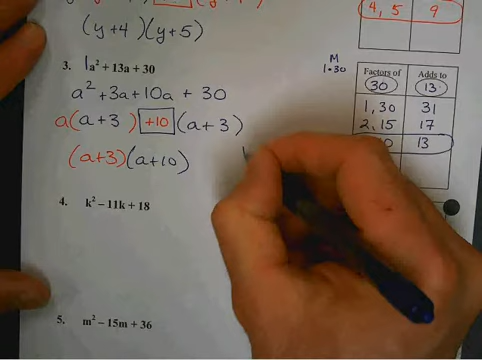 4, 5 9
(y+4)(y+5)
3. 1a² + 13a + 30
M
1·30
Factors of 30 Adds to 13
a² + 3a + 10a + 30
1, 30 31
a(a+3) +10 (a+3)
2, 15 17
13
(a+3)(a+10)
4. k² – 11k + 18
5. m² – 15m + 36